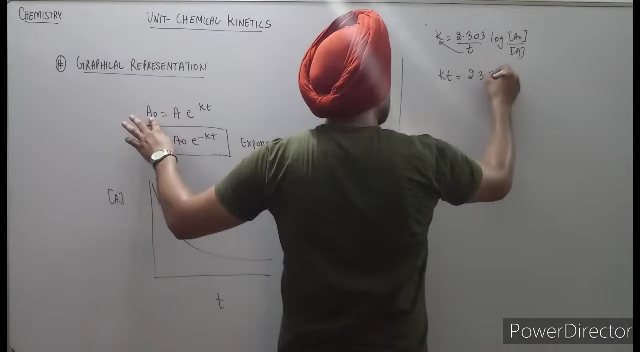 CHEMISTRY
UNIT- CHEMICAL KINETICS
# GRAPHICAL REPRESENTATION
A₀ = A e^kt
A₀ e^-kt
[A]
t
k = 2.303/t log [A₀]/[A]
kt = 2.3
PowerDirector